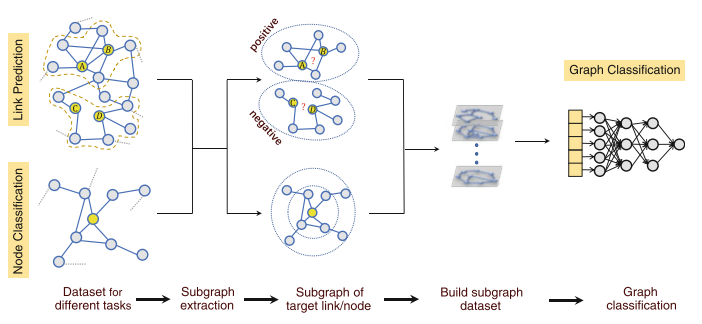 Link Prediction
A
B
C
D
positive
A
B
?
C
?
D
negative
Graph Classification
Node Classification
Dataset for
different tasks
Subgraph
extraction
Subgraph of
target link/node
Build subgraph
dataset
Graph
classification